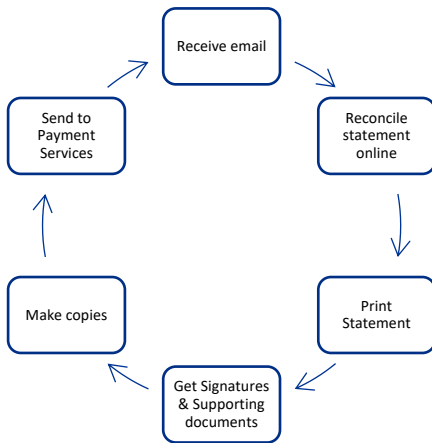 Receive email
Reconcile
statement
online
Print
Statement
Get Signatures
& Supporting
documents
Make copies
Send to
Payment
Services